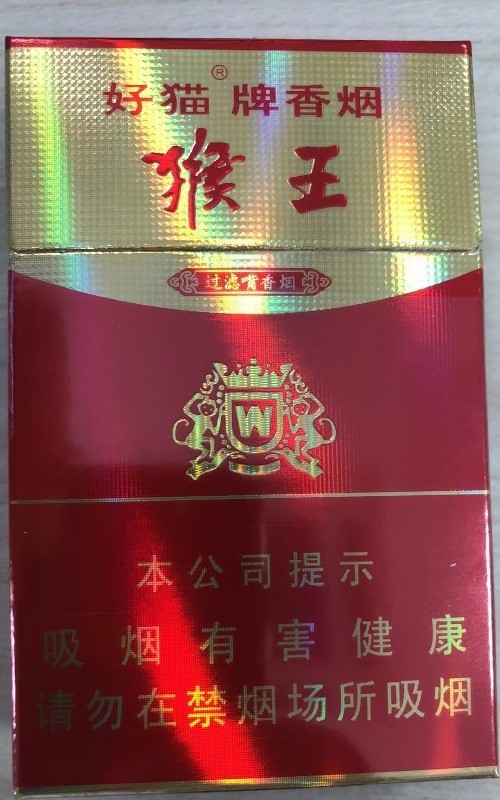 好猫® 牌香烟
猴王
过滤嘴香烟
W
本公司提示
吸烟有害健康
请勿在禁烟场所吸烟